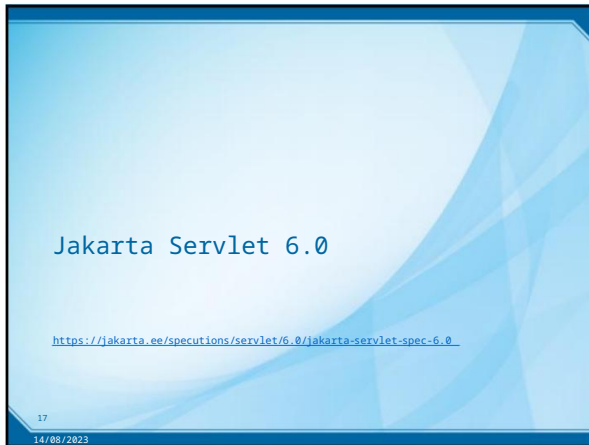 Jakarta Servlet 6.0
https://jakarta.ee/specutions/servlet/6.0/jakarta-servlet-spec-6.0
17
14/08/2023